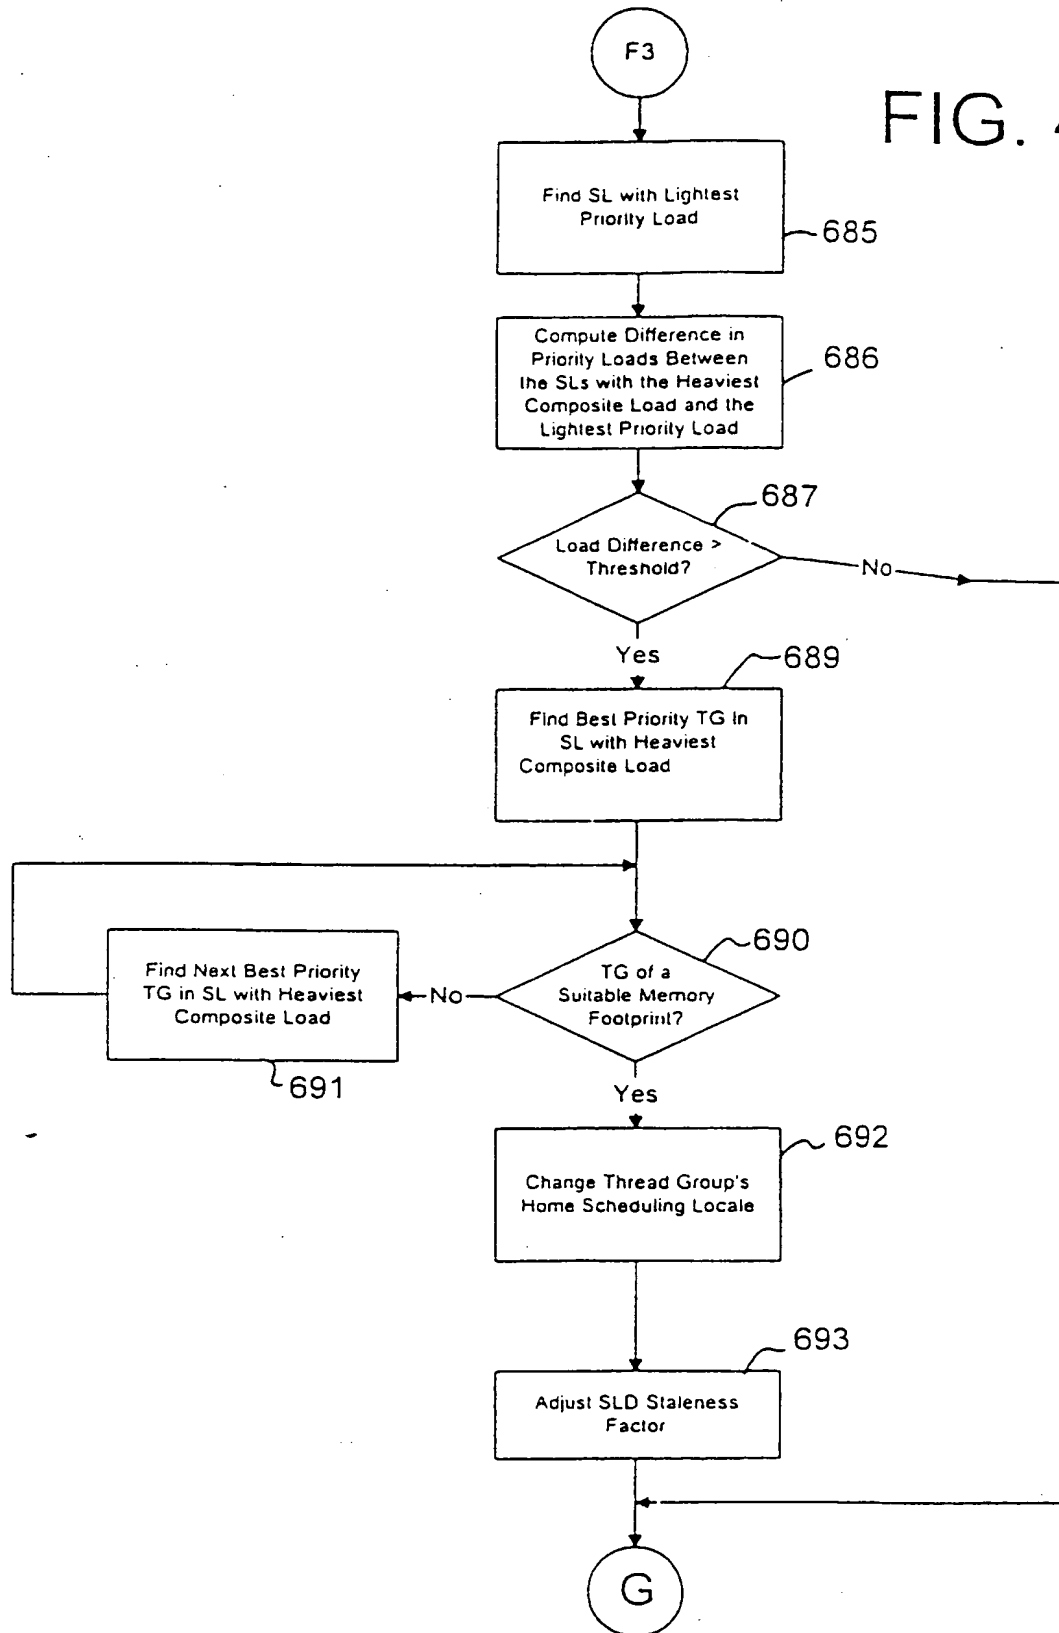 F3
FIG. 4
Find SL with Lightest
Priority Load
685
Compute Difference in
Priority Loads Between
the SLs with the Heaviest
Composite Load and the
Lightest Priority Load
686
687
Load Difference >
Threshold?
No
Yes
689
Find Best Priority TG In
SL with Heaviest
Composite Load
690
TG of a
Suitable Memory
Footprint?
No
Find Next Best Priority
TG in SL with Heaviest
Composite Load
691
Yes
692
Change Thread Group's
Home Scheduling Locale
693
Adjust SLD Staleness
Factor
G